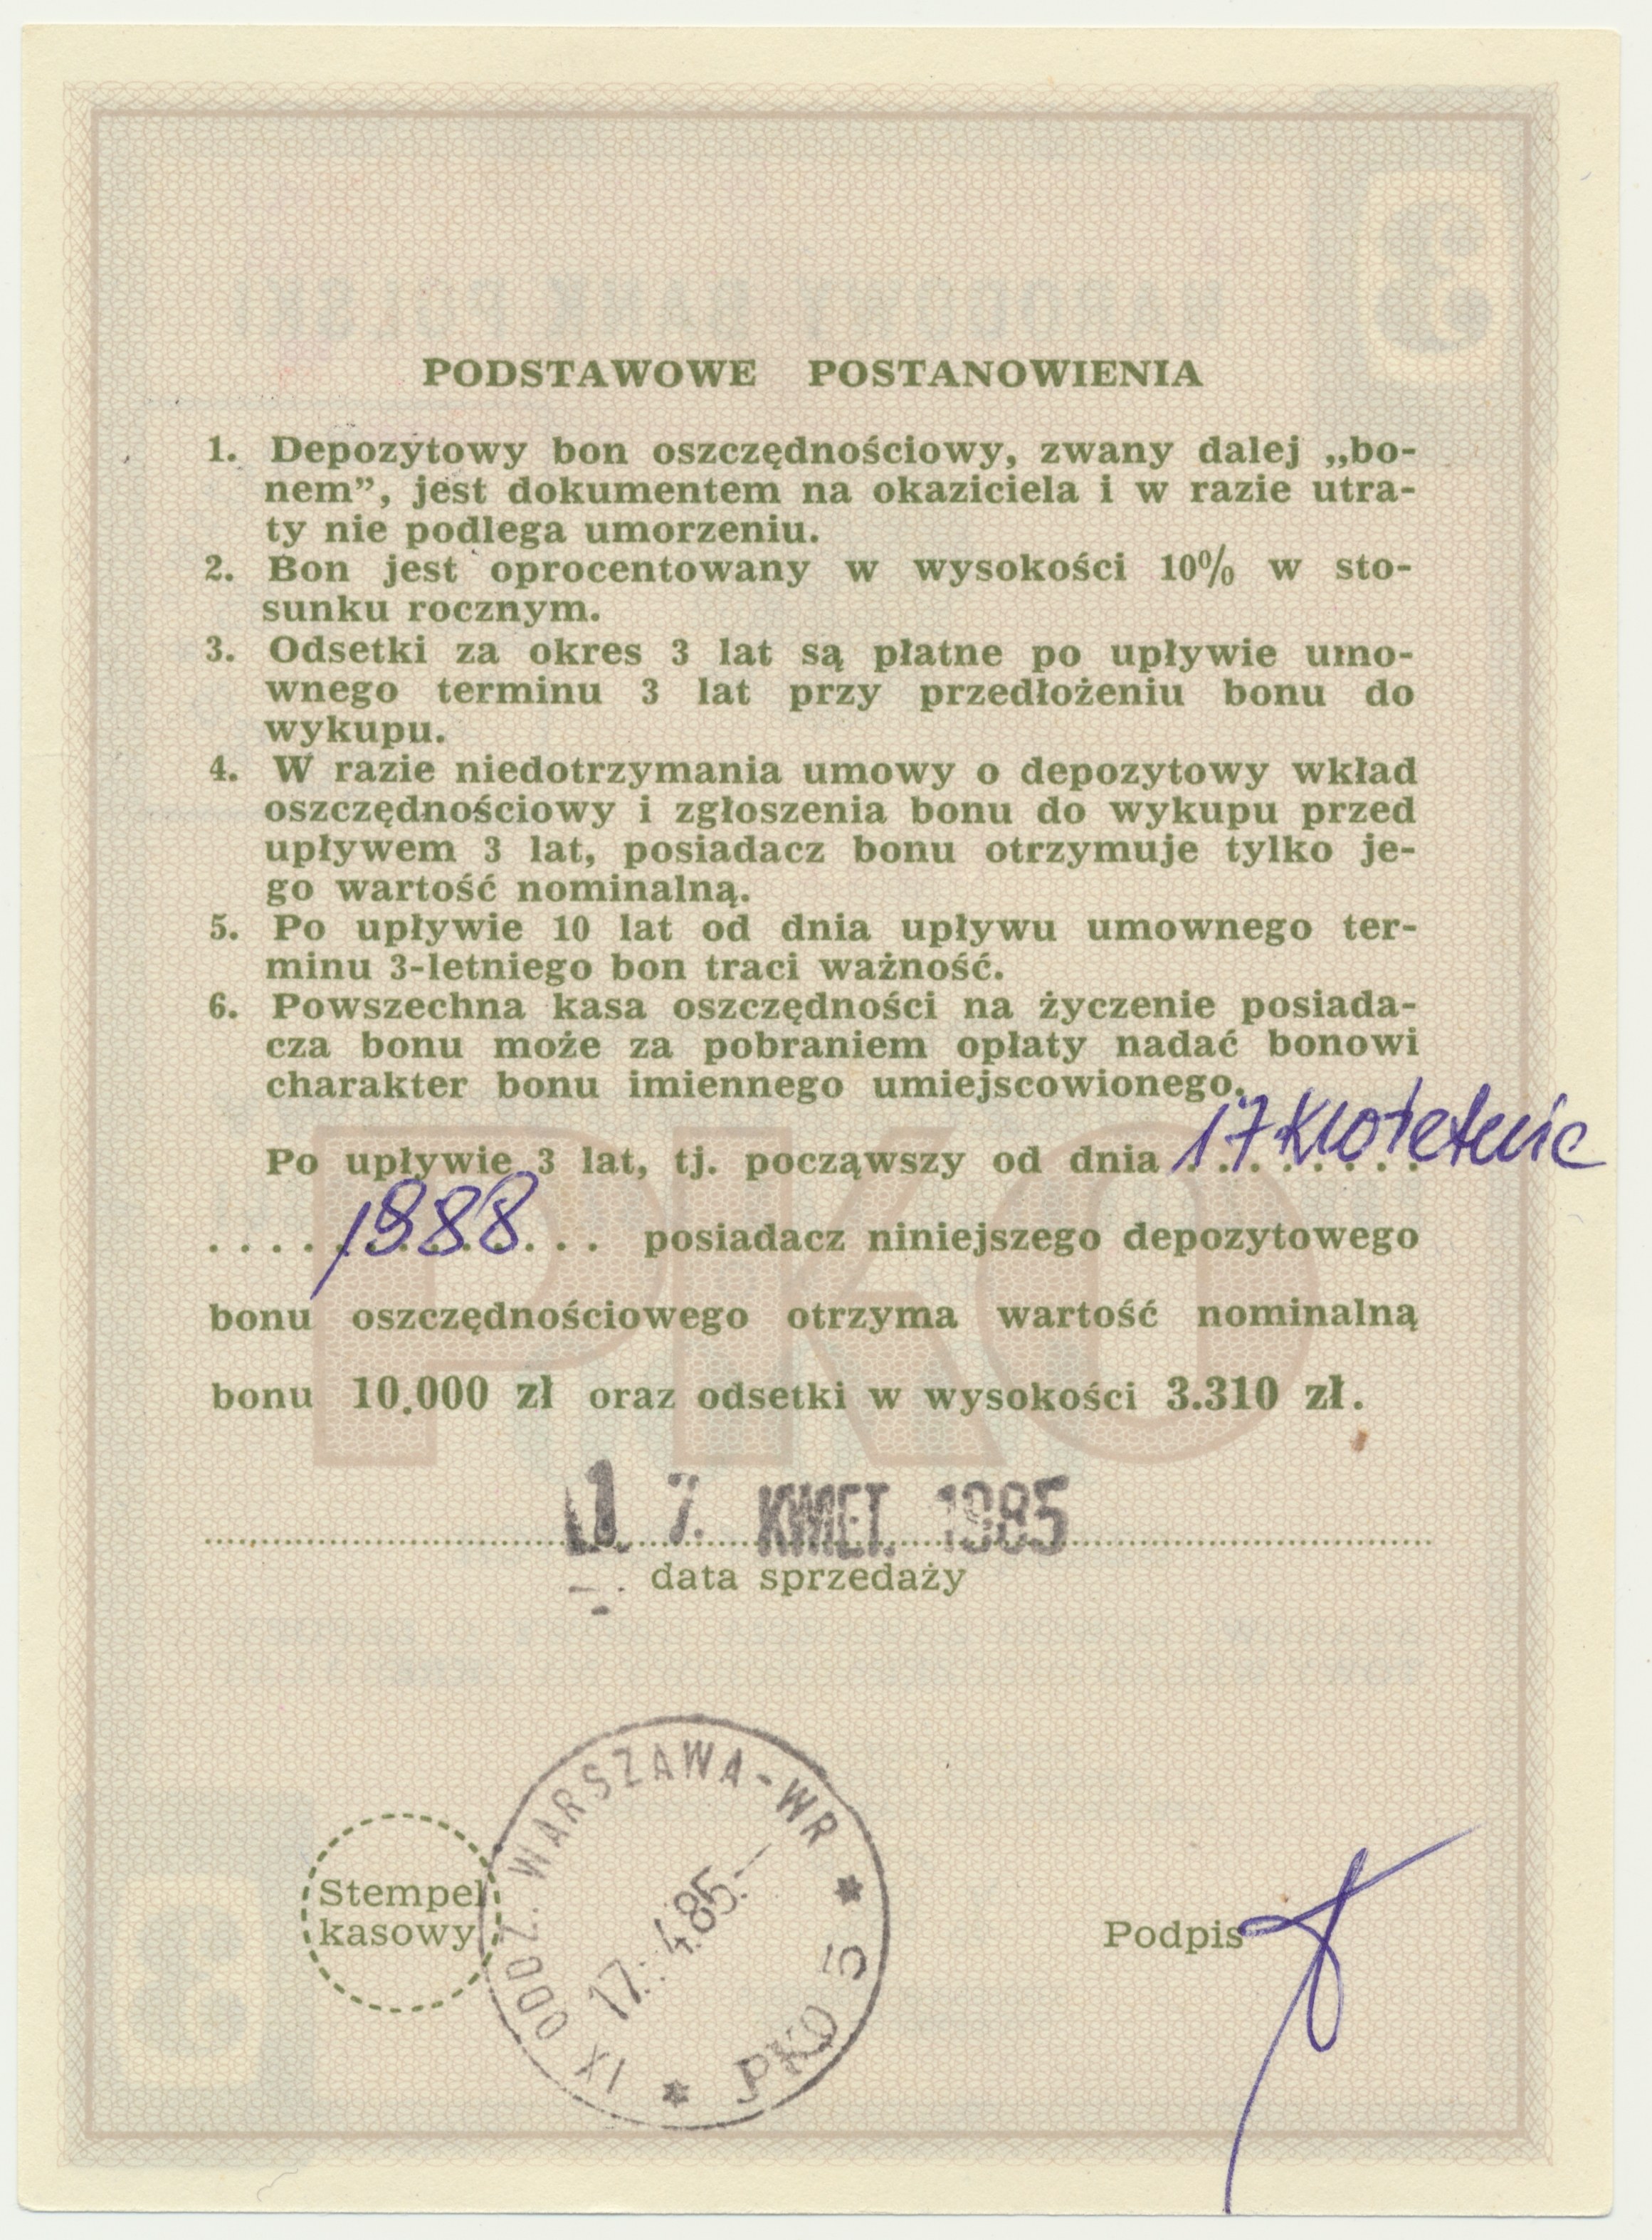 NARODOWY BANK POLSKI
PODSTAWOWE POSTANOWIENIA
1. Depozytowy bon oszczędnościowy, zwany dalej „bo-
nem”, jest dokumentem na okaziciela i w razie utra-
ty nie podlega umorzeniu.
2. Bon jest oprocentowany w wysokości 10% w sto-
sunku rocznym.
3. Odsetki za okres 3 lat są płatne po upływie umo-
wnego terminu 3 lat przy przedłożeniu bonu do
wykupu.
4. W razie niedotrzymania umowy o depozytowy wkład
oszczędnościowy i zgłoszenia bonu do wykupu przed
upływem 3 lat, posiadacz bonu otrzymuje tylko je-
go wartość nominalną.
5. Po upływie 10 lat od dnia upływu umownego ter-
minu 3-letniego bon traci ważność.
6. Powszechna kasa oszczędności na życzenie posiada-
cza bonu może za pobraniem opłaty nadać bonowi
charakter bonu imiennego umiejscowionego.
Po upływie 3 lat, tj. począwszy od dnia 17 kwietnia
1988 posiadacz niniejszego depozytowego
bonu oszczędnościowego otrzyma wartość nominalną
bonu 10.000 zł oraz odsetki w wysokości 3.310 zł.
PKO
17. KWIET. 1985
data sprzedaży
IX ODDZ. WARSZAWA-WR * PKO 5 *
17. 4.85.-
Stempel
kasowy
Podpis